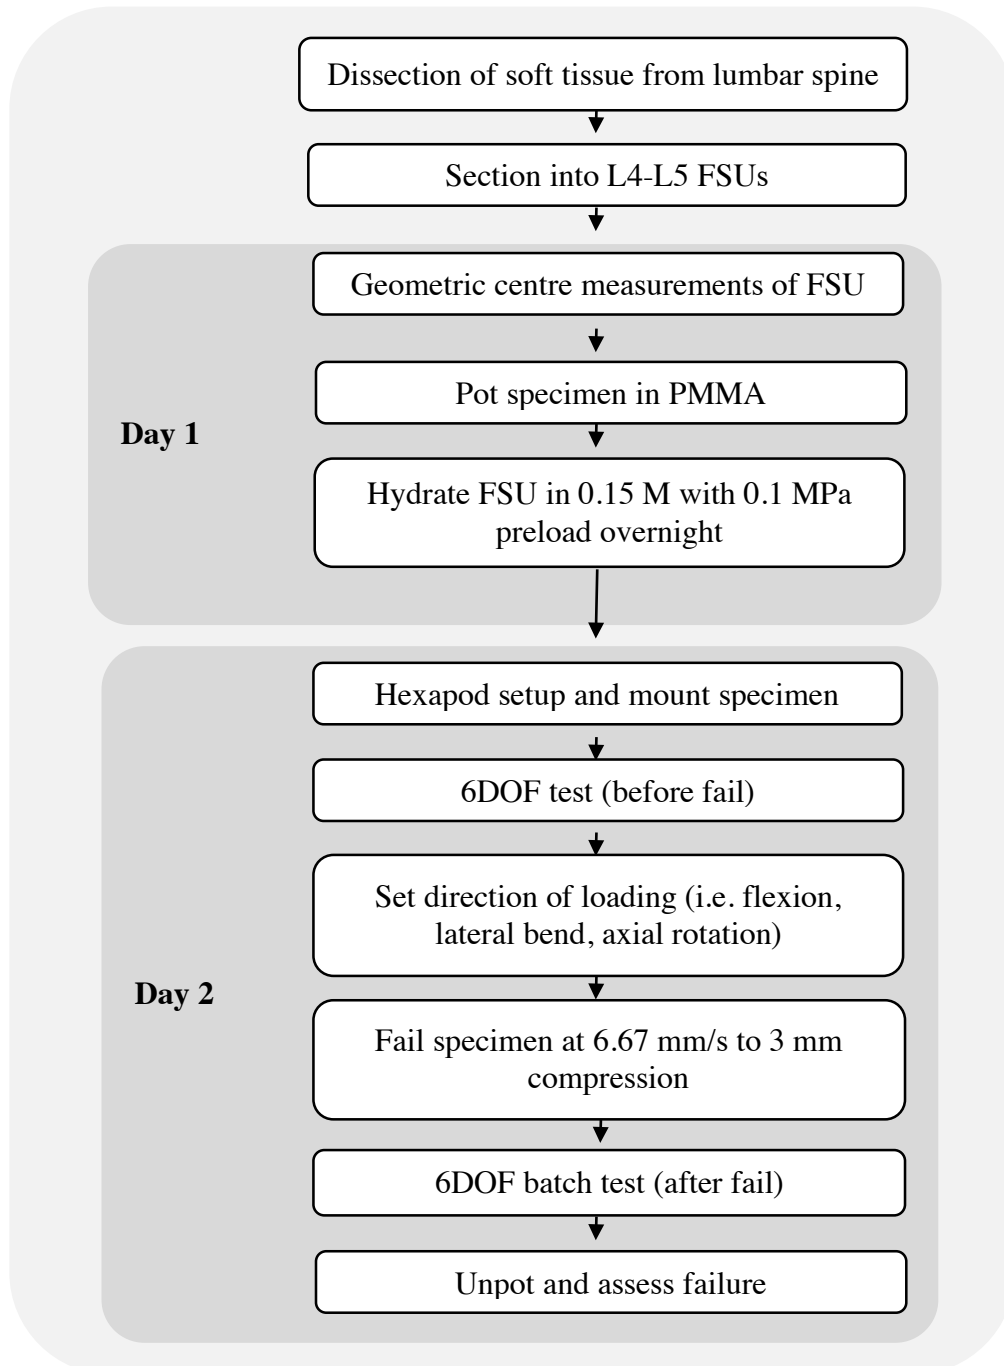 Dissection of soft tissue from lumbar spine
Section into L4-L5 FSUs
Geometric centre measurements of FSU
Pot specimen in PMMA
Day 1
Hydrate FSU in 0.15 M with 0.1 MPa
preload overnight
Hexapod setup and mount specimen
6DOF test (before fail)
Set direction of loading (i.e. flexion,
lateral bend, axial rotation)
Day 2
Fail specimen at 6.67 mm/s to 3 mm
compression
6DOF batch test (after fail)
Unpot and assess failure